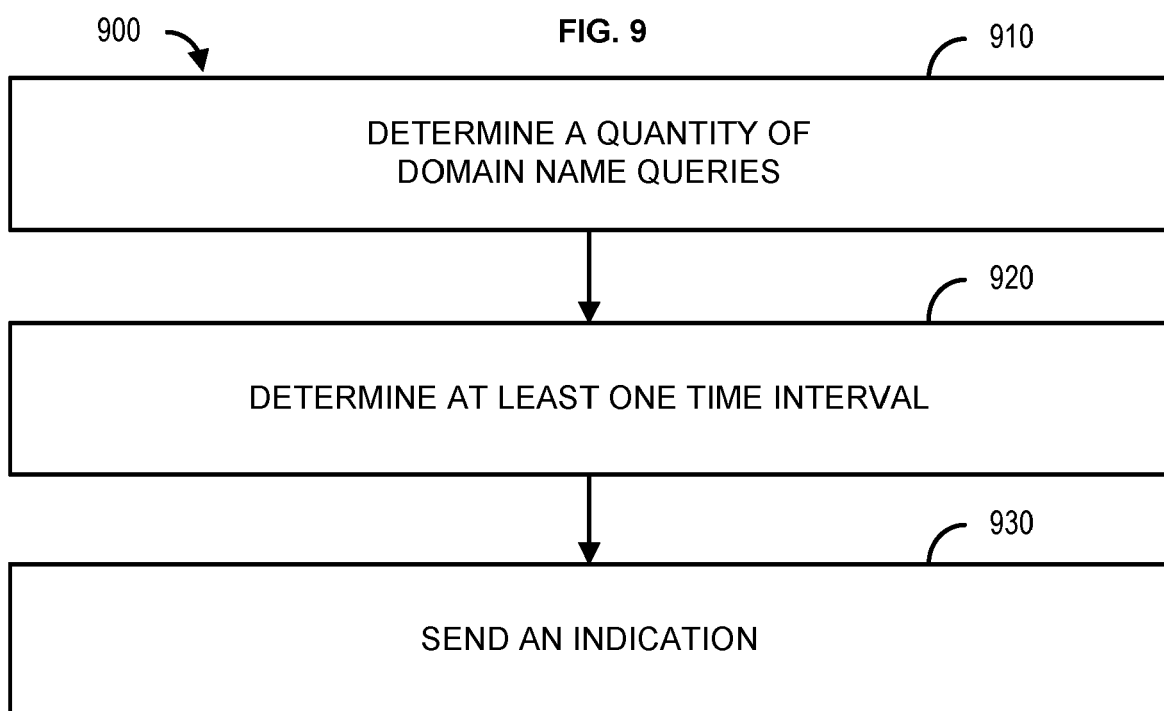 900
FIG. 9
910
DETERMINE A QUANTITY OF
DOMAIN NAME QUERIES
920
DETERMINE AT LEAST ONE TIME INTERVAL
930
SEND AN INDICATION